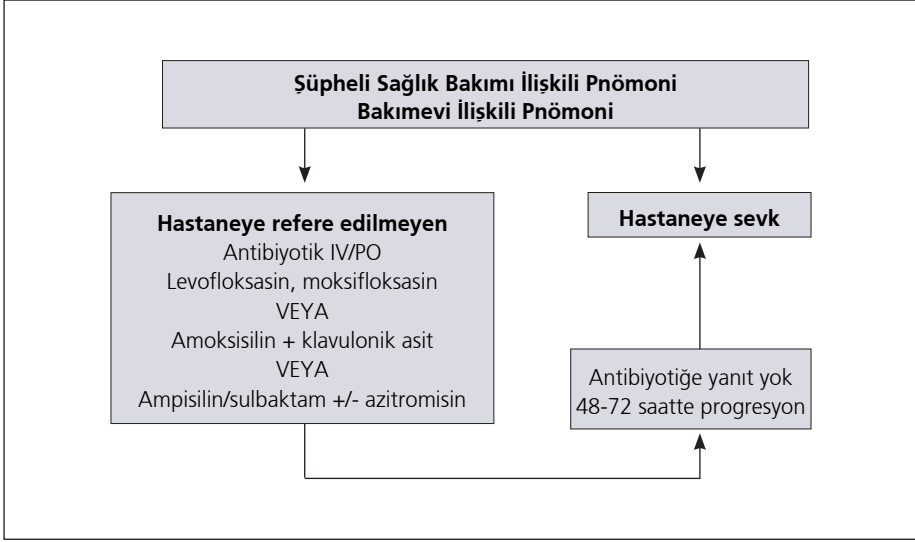 Şüpheli Sağlık Bakımı İlişkili Pnömoni
Bakımevi İlişkili Pnömoni
Hastaneye refere edilmeyen
Antibiyotik IV/PO
Levofloksasin, moksifloksasin
VEYA
Amoksisilin + klavulonik asit
VEYA
Ampisilin/sulbaktam +/- azitromisin
Hastaneye sevk
Antibiyotiğe yanıt yok
48-72 saatte progresyon